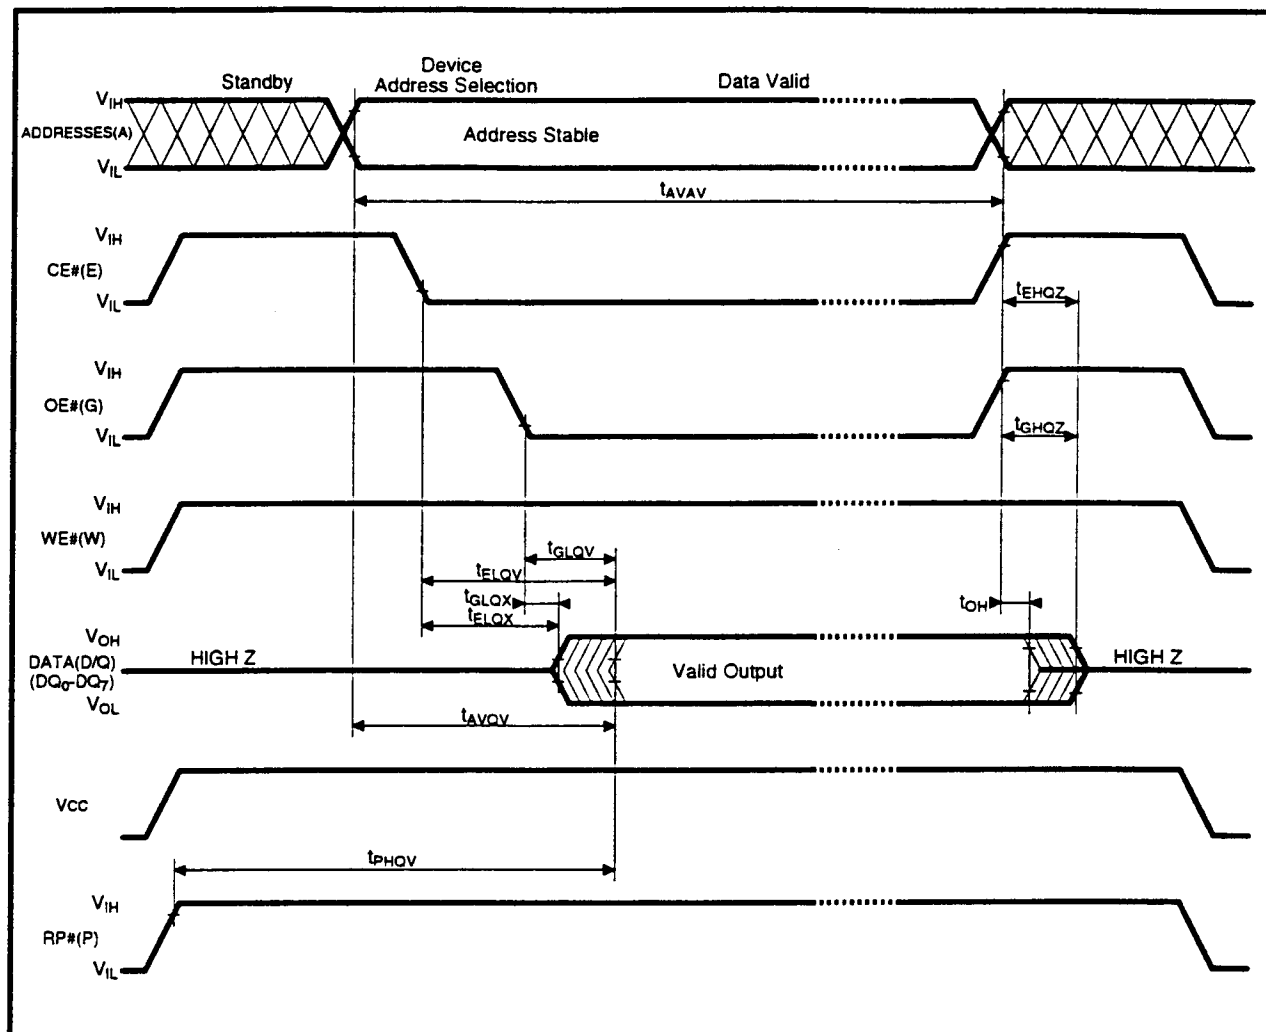 Standby
Device
Address Selection
Data Valid
VIH
ADDRESSES(A)
Address Stable
VIL
tAVAV
VIH
CE#(E)
VIL
tEHQZ
VIH
OE#(G)
VIL
tGHQZ
VIH
WE#(W)
VIL
tGLQV
tELQV
tGLQX
tELQX
tOH
VOH
DATA(D/Q)
(DQ0-DQ7)
VOL
HIGH Z
Valid Output
HIGH Z
tAVQV
VCC
tPHQV
VIH
RP#(P)
VIL